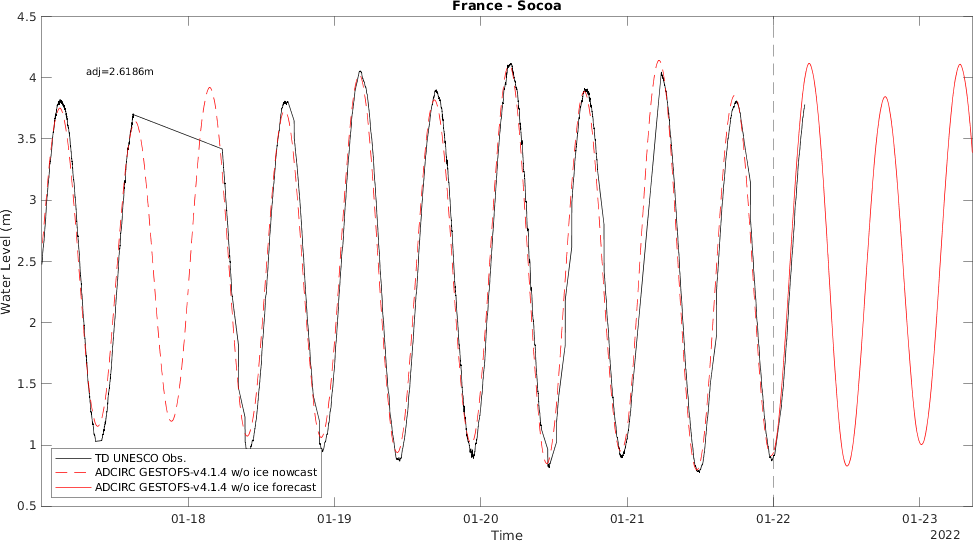 France - Socoa
4.5
adj=2.6186m
4
3.5
3
2.5
2
1.5
1
0.5
Water Level (m)
TD UNESCO Obs.
ADCIRC GESTOFS-v4.1.4 w/o ice nowcast
ADCIRC GESTOFS-v4.1.4 w/o ice forecast
01-18 01-19 01-20 01-21 01-22 01-23
Time
2022